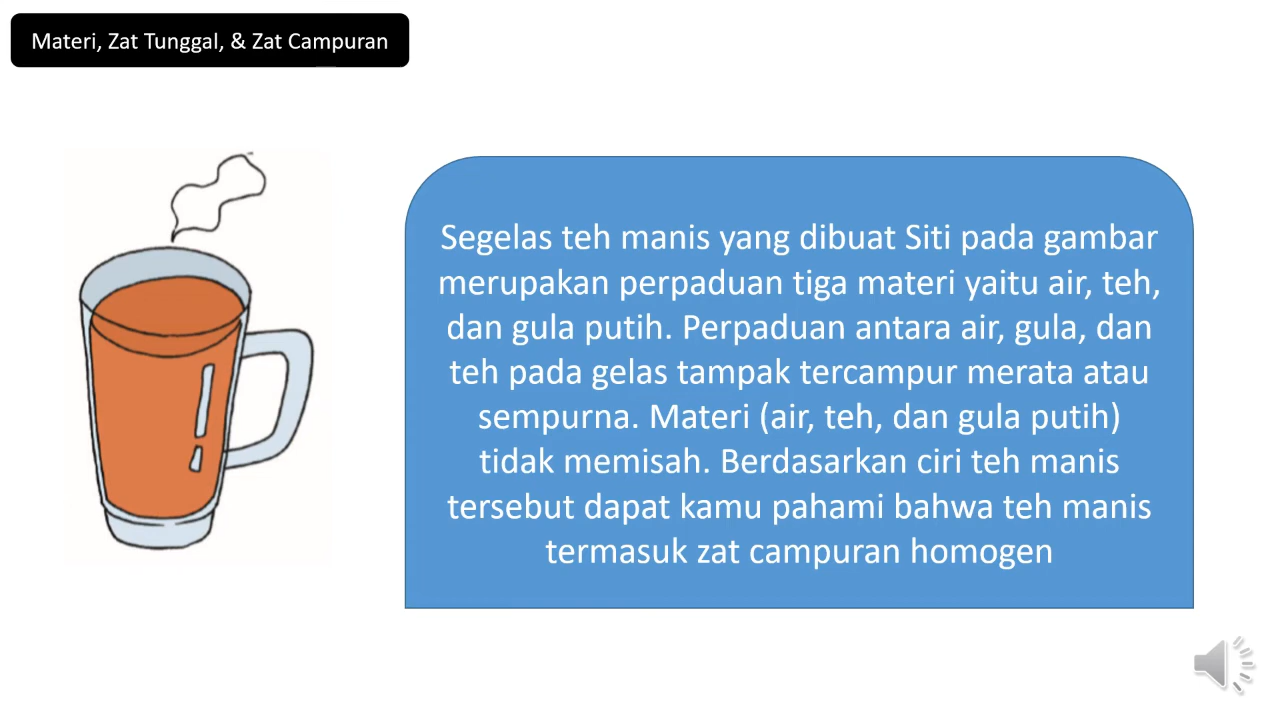 Materi, Zat Tunggal, & Zat Campuran
Segelas teh manis yang dibuat Siti pada gambar
merupakan perpaduan tiga materi yaitu air, teh,
dan gula putih. Perpaduan antara air, gula, dan
teh pada gelas tampak tercampur merata atau
sempurna. Materi (air, teh, dan gula putih)
tidak memisah. Berdasarkan ciri teh manis
tersebut dapat kamu pahami bahwa teh manis
termasuk zat campuran homogen